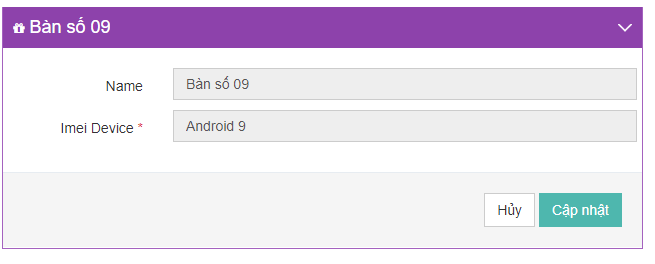 Bàn số 09
Name Bàn số 09
Imei Device * Android 9
Hủy Cập nhật